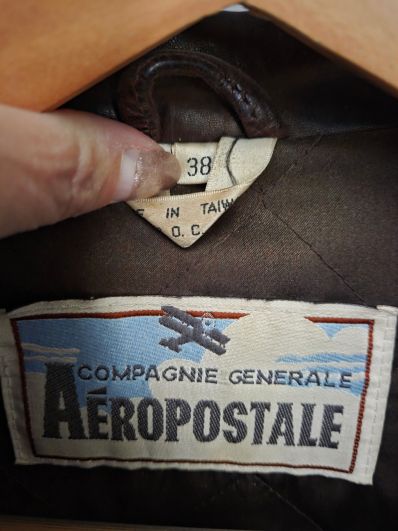 38
IN TAIW
O. C.
COMPAGNIE GENERALE
AÉROPOSTALE